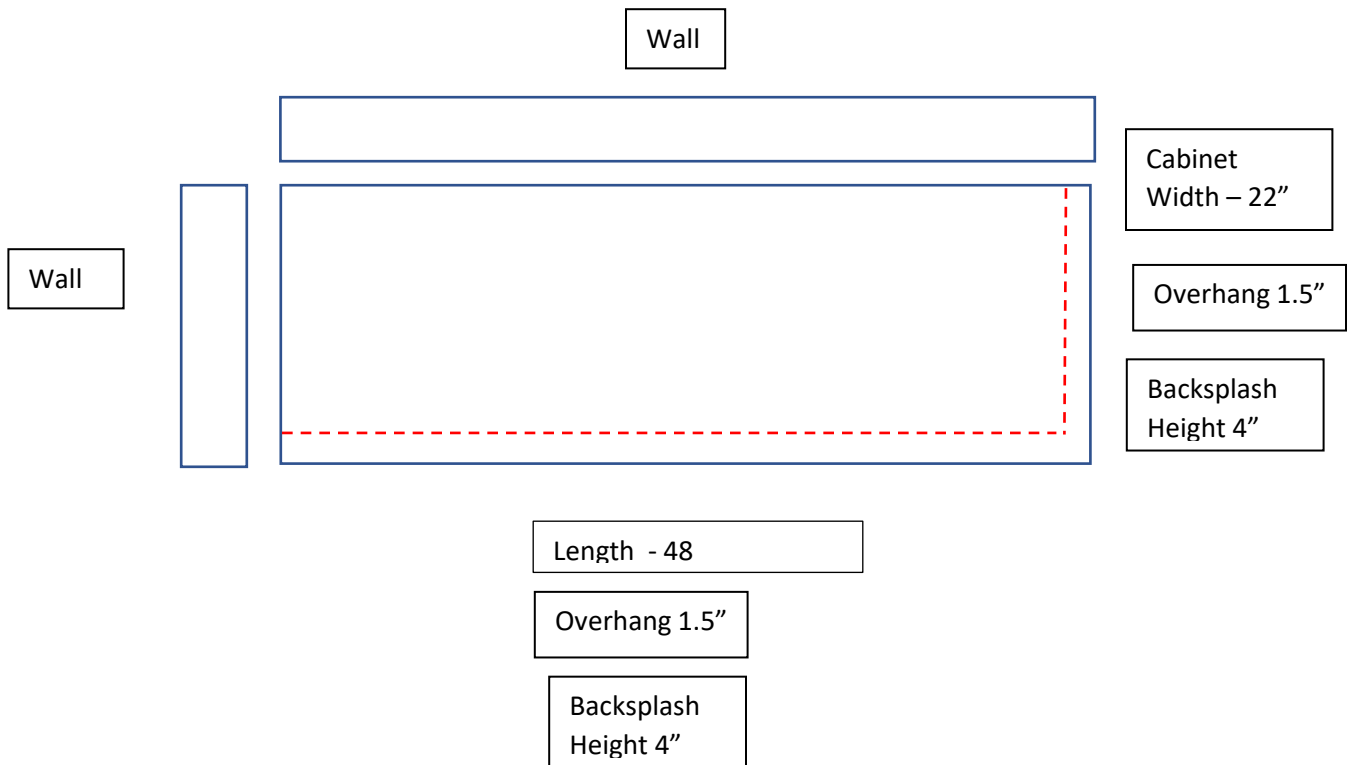 Wall
Cabinet
Width – 22”
Wall
Overhang 1.5”
Backsplash
Height 4”
Length  - 48
Overhang 1.5”
Backsplash
Height 4”